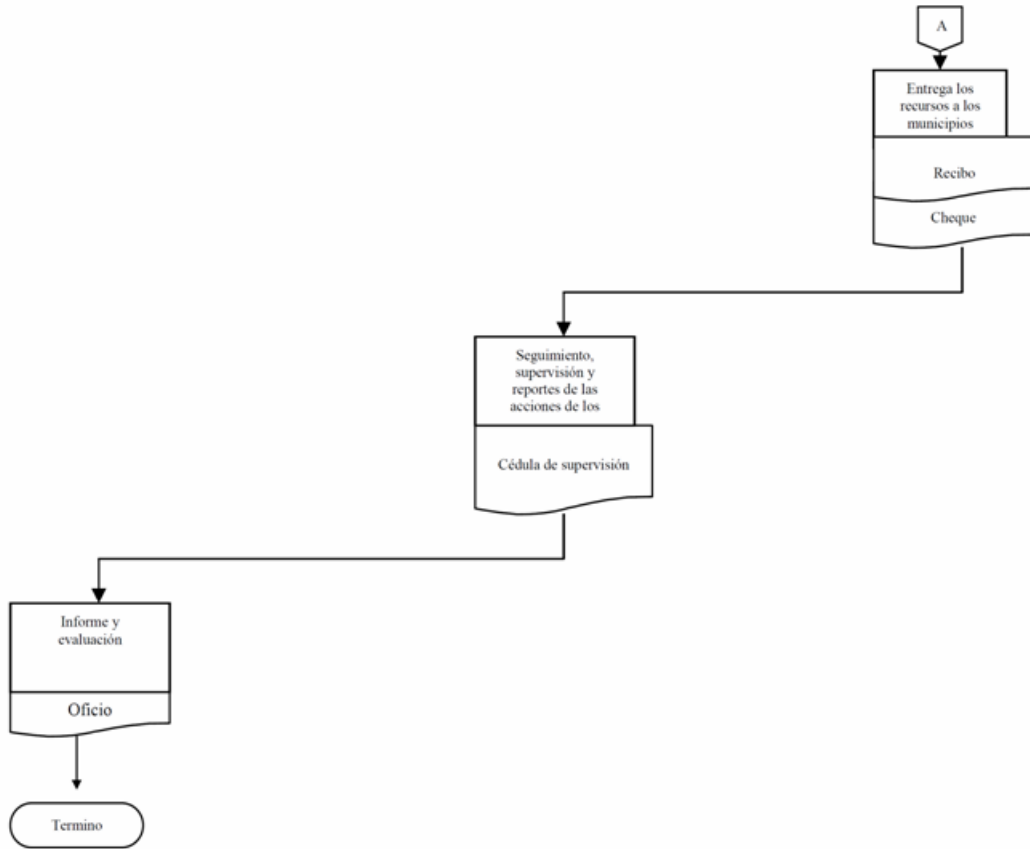 A
Entrega los
recursos a los
municipios
Recibo
Cheque
Seguimiento,
supervisión y
reportes de las
acciones de los
Cédula de supervisión
Informe y
evaluación
Oficio
Termino